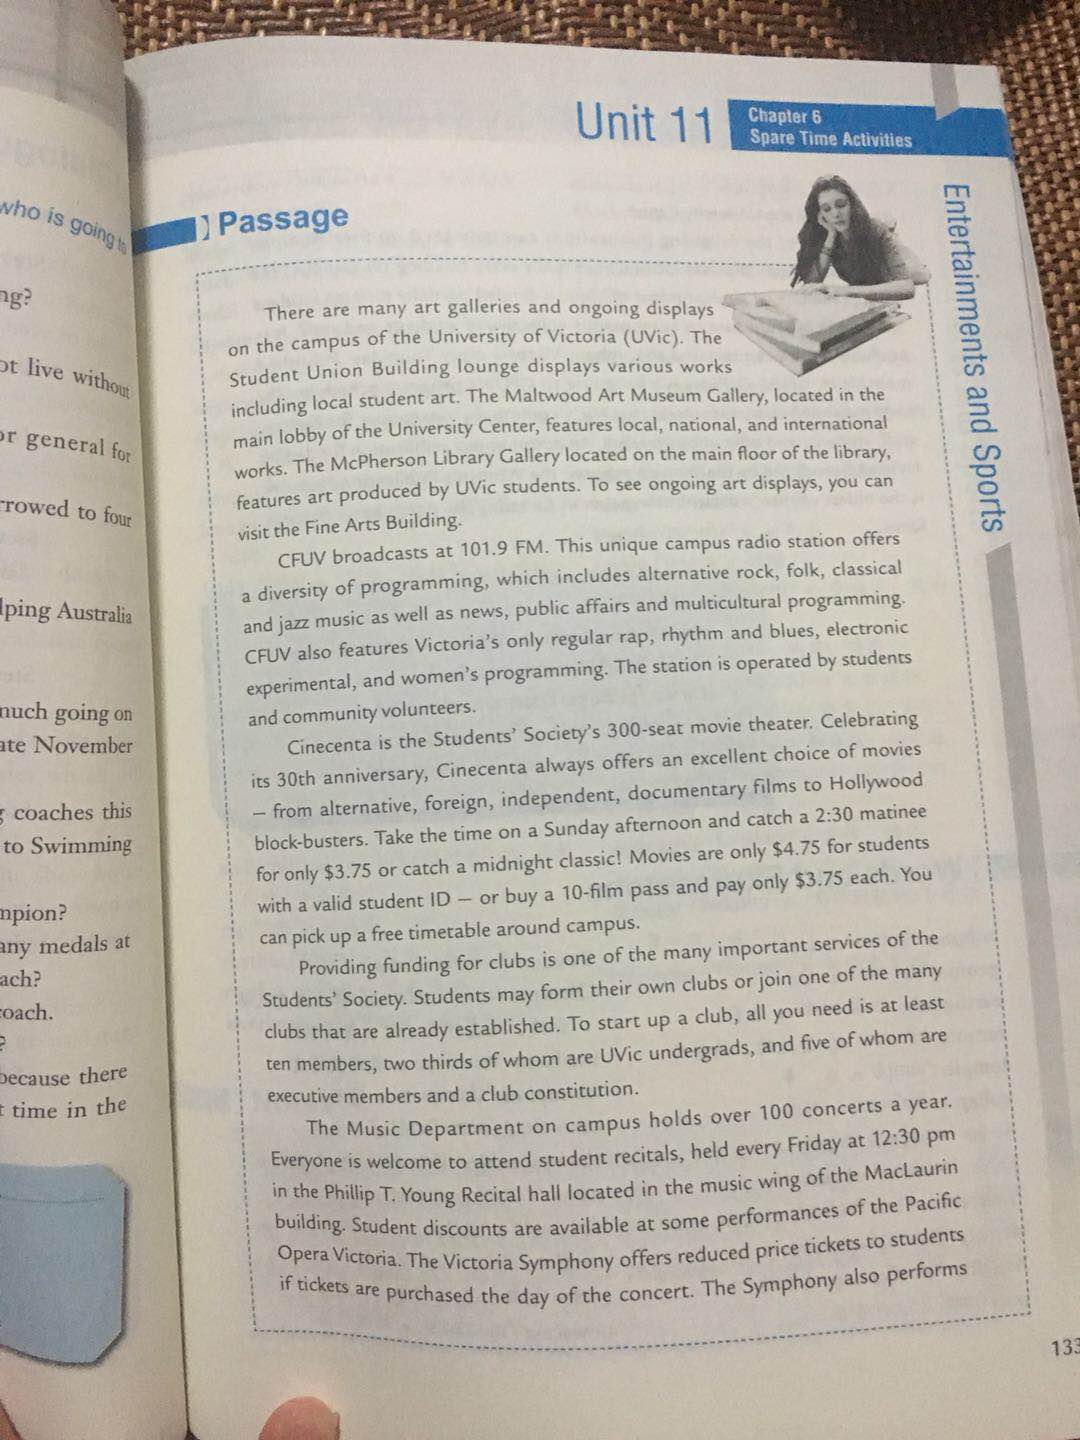 Unit 11
Chapter 6
Spare Time Activities
Entertainments and Sports
Passage
There are many art galleries and ongoing displays
on the campus of the University of Victoria (UVic). The
Student Union Building lounge displays various works
including local student art. The Maltwood Art Museum Gallery, located in the
main lobby of the University Center, features local, national, and international
works. The McPherson Library Gallery located on the main floor of the library,
features art produced by UVic students. To see ongoing art displays, you can
visit the Fine Arts Building.
CFUV broadcasts at 101.9 FM. This unique campus radio station offers
a diversity of programming, which includes alternative rock, folk, classical
and jazz music as well as news, public affairs and multicultural programming.
CFUV also features Victoria's only regular rap, rhythm and blues, electronic
experimental, and women's programming. The station is operated by students
and community volunteers.
Cinecenta is the Students' Society's 300-seat movie theater. Celebrating
its 30th anniversary, Cinecenta always offers an excellent choice of movies
– from alternative, foreign, independent, documentary films to Hollywood
block-busters. Take the time on a Sunday afternoon and catch a 2:30 matinee
for only $3.75 or catch a midnight classic! Movies are only $4.75 for students
with a valid student ID – or buy a 10-film pass and pay only $3.75 each. You
can pick up a free timetable around campus.
Providing funding for clubs is one of the many important services of the
Students' Society. Students may form their own clubs or join one of the many
clubs that are already established. To start up a club, all you need is at least
ten members, two thirds of whom are UVic undergrads, and five of whom are
executive members and a club constitution.
The Music Department on campus holds over 100 concerts a year.
Everyone is welcome to attend student recitals, held every Friday at 12:30 pm
in the Phillip T. Young Recital hall located in the music wing of the MacLaurin
building. Student discounts are available at some performances of the Pacific
Opera Victoria. The Victoria Symphony offers reduced price tickets to students
if tickets are purchased the day of the concert. The Symphony also performs
133
who is going to
ng?
ot live without
or general for
rrowed to four
lping Australia
much going on
ate November
g coaches this
to Swimming
mpion?
any medals at
ach?
coach.
?
because there
t time in the